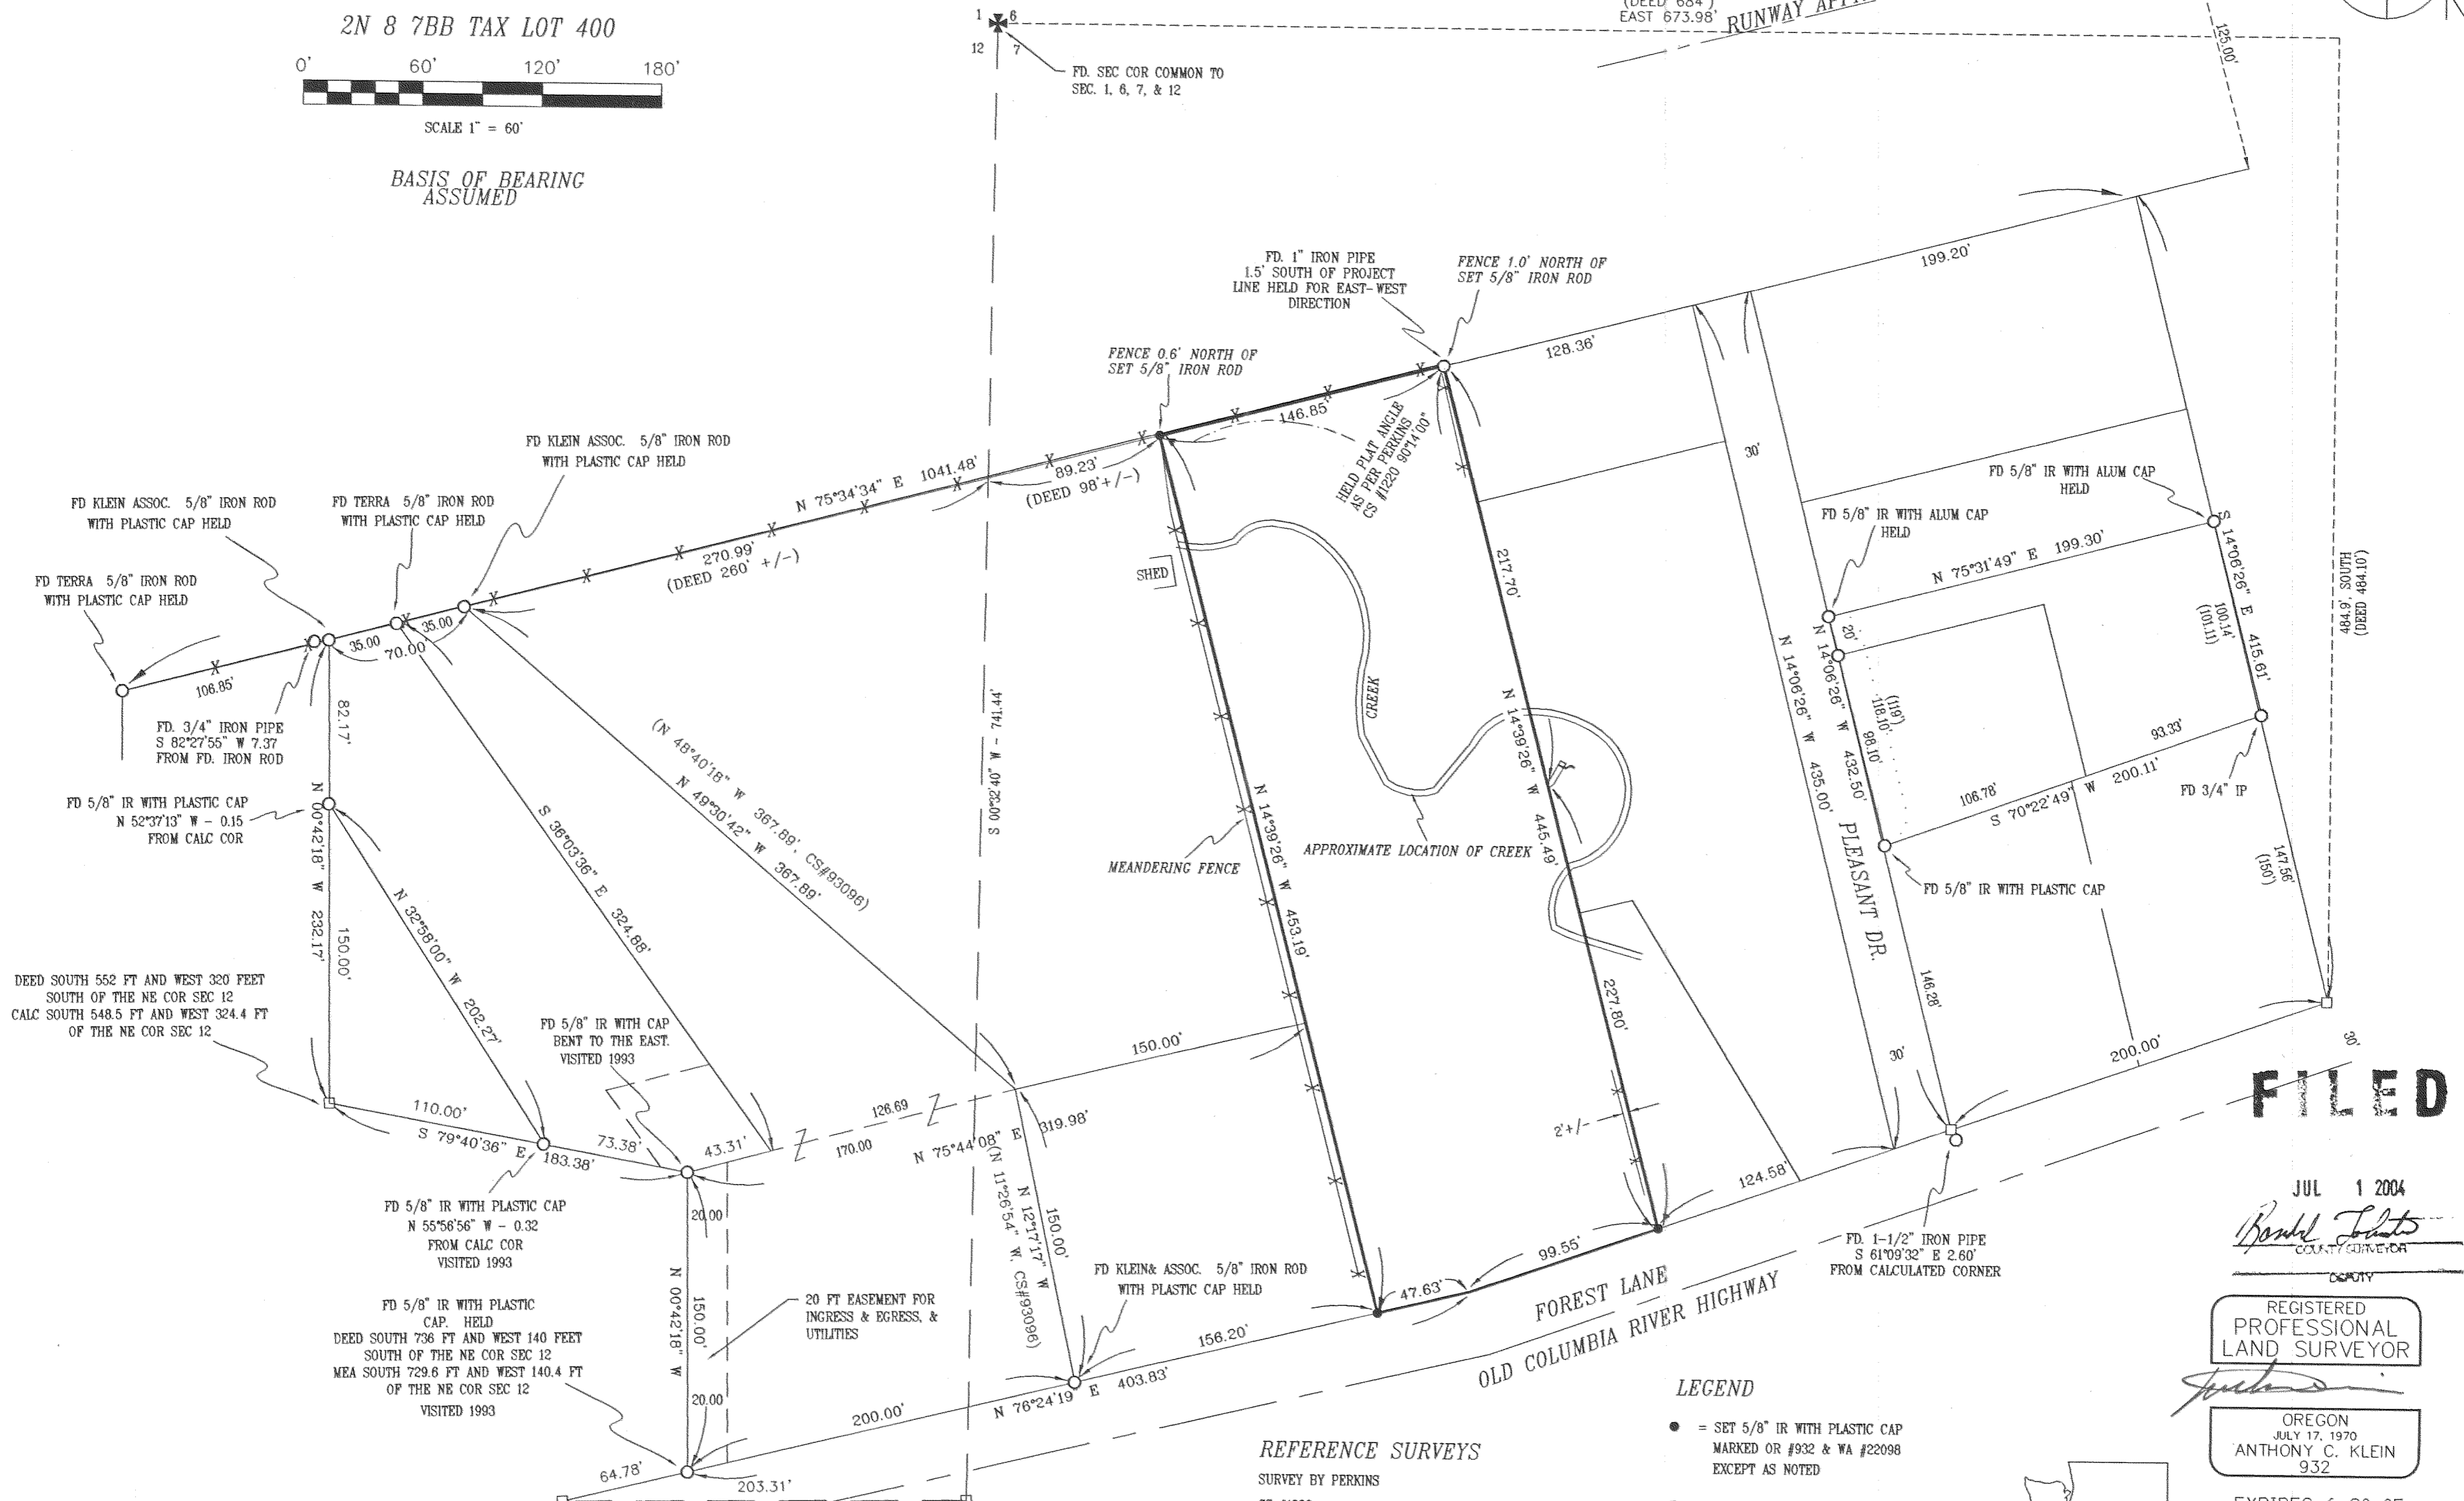 2N 8 7BB TAX LOT 400
0' 60' 120' 180'
SCALE 1" = 60'
BASIS OF BEARING
ASSUMED
1 6
12 7
FD. SEC COR COMMON TO
SEC. 1, 6, 7, & 12
(DEED 684')
EAST 673.98'
RUNWAY
125.00'
484.9', SOUTH
(DEED 484.10')
199.20'
128.36'
FD. 1" IRON PIPE
1.5' SOUTH OF PROJECT
LINE HELD FOR EAST-WEST
DIRECTION
FENCE 1.0' NORTH OF
SET 5/8" IRON ROD
FENCE 0.6' NORTH OF
SET 5/8" IRON ROD
146.85'
HELD PLAT ANGLE
AS PER PERKINS
CS #1220 90°14'00"
N 75°34'34" E 1041.48'
89.23'
(DEED 98'+/-)
270.99'
(DEED 260' +/-)
FD KLEIN ASSOC. 5/8" IRON ROD
WITH PLASTIC CAP HELD
FD KLEIN ASSOC. 5/8" IRON ROD
WITH PLASTIC CAP HELD
FD TERRA 5/8" IRON ROD
WITH PLASTIC CAP HELD
FD TERRA 5/8" IRON ROD
WITH PLASTIC CAP HELD
35.00
35.00
70.00'
106.85'
FD. 3/4" IRON PIPE
S 82°27'55" W 7.37
FROM FD. IRON ROD
82.17'
FD 5/8" IR WITH PLASTIC CAP
N 52°37'13" W - 0.15
FROM CALC COR
N 00°42'18" W 232.17'
150.00'
N 32°58'00" W 202.27'
S 36°03'36" E 324.88'
(N 48°40'18" W 367.89', CS#93096)
N 49°30'42" W 367.89'
S 00°32'40" W - 741.44'
SHED
CREEK
MEANDERING FENCE
APPROXIMATE LOCATION OF CREEK
N 14°39'26" W 453.19'
217.70'
N 14°39'26" W 445.49'
227.80'
2'+/-
30'
N 14°06'26" W 435.00'
PLEASANT DR.
30'
FD 5/8" IR WITH ALUM CAP
HELD
FD 5/8" IR WITH ALUM CAP
HELD
N 75°31'49" E 199.30'
20'
N 14°06'26" W 432.50'
(119')
118.10'
98.10'
S 14°06'26" E 415.61'
100.14'
(101.11)
93.33'
106.78'
S 70°22'49" W 200.11'
FD 3/4" IP
FD 5/8" IR WITH PLASTIC CAP
147.56'
(150')
146.28'
200.00'
30'
DEED SOUTH 552 FT AND WEST 320 FEET
SOUTH OF THE NE COR SEC 12
CALC SOUTH 548.5 FT AND WEST 324.4 FT
OF THE NE COR SEC 12
FD 5/8" IR WITH CAP
BENT TO THE EAST.
VISITED 1993
110.00'
S 79°40'36" E 183.38'
73.38'
43.31'
126.69
170.00
N 75°44'08" E 319.98'
150.00'
FD 5/8" IR WITH PLASTIC CAP
N 55°56'56" W - 0.32
FROM CALC COR
VISITED 1993
FD 5/8" IR WITH PLASTIC
CAP. HELD
DEED SOUTH 736 FT AND WEST 140 FEET
SOUTH OF THE NE COR SEC 12
MEA SOUTH 729.6 FT AND WEST 140.4 FT
OF THE NE COR SEC 12
VISITED 1993
20.00
N 00°42'18" W
150.00'
20.00
20 FT EASEMENT FOR
INGRESS & EGRESS, &
UTILITIES
(N 11°26'54" W, CS#93096)
N 12°17'17" W
150.00'
FD KLEIN& ASSOC. 5/8" IRON ROD
WITH PLASTIC CAP HELD
64.78'
203.31'
200.00'
N 76°24'19" E 403.83'
156.20'
47.63'
99.55'
124.58'
FOREST LANE
OLD COLUMBIA RIVER HIGHWAY
FD. 1-1/2" IRON PIPE
S 61°09'32" E 2.60'
FROM CALCULATED CORNER
REFERENCE SURVEYS
SURVEY BY PERKINS
LEGEND
= SET 5/8" IR WITH PLASTIC CAP
MARKED OR #932 & WA #22098
EXCEPT AS NOTED
FILED
JUL 1 2004
COUNTY SURVEYOR
DEPUTY
REGISTERED
PROFESSIONAL
LAND SURVEYOR
OREGON
JULY 17, 1970
ANTHONY C. KLEIN
932